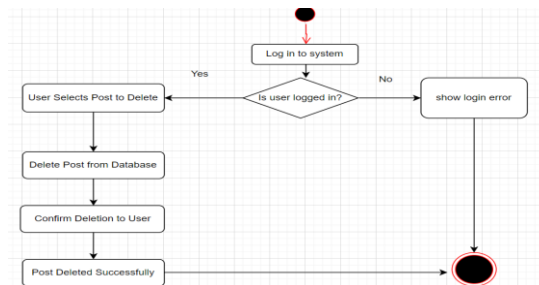 Log in to system
Yes
No
User Selects Post to Delete
Is user logged in?
show login error
Delete Post from Database
Confirm Deletion to User
Post Deleted Successfully